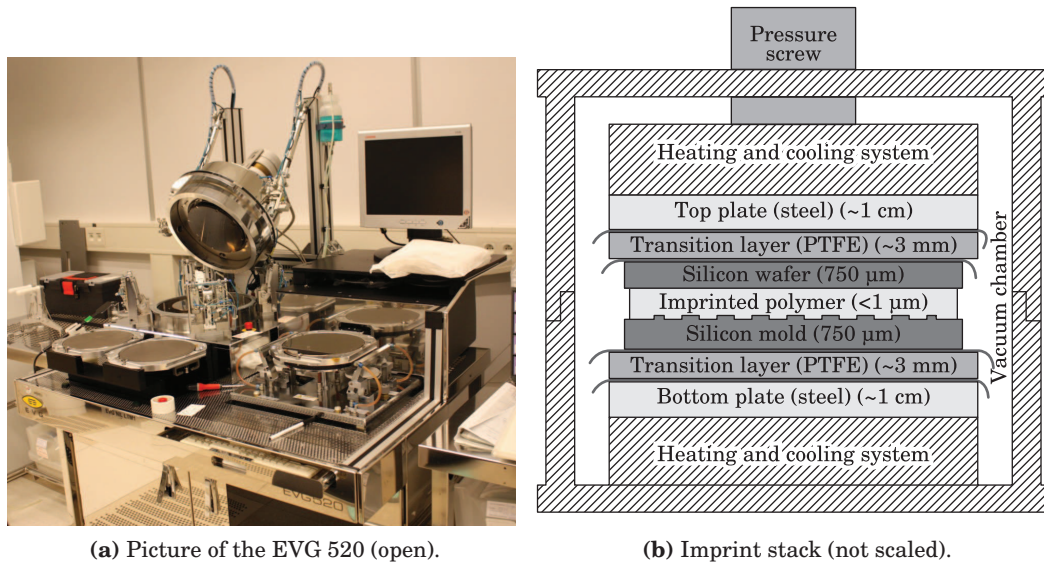 EVG520
(a) Picture of the EVG 520 (open).
Pressure
screw
Heating and cooling system
Top plate (steel) (~1 cm)
Transition layer (PTFE) (~3 mm)
Silicon wafer (750 µm)
Imprinted polymer (<1 µm)
Silicon mold (750 µm)
Transition layer (PTFE) (~3 mm)
Bottom plate (steel) (~1 cm)
Heating and cooling system
Vacuum chamber
(b) Imprint stack (not scaled).